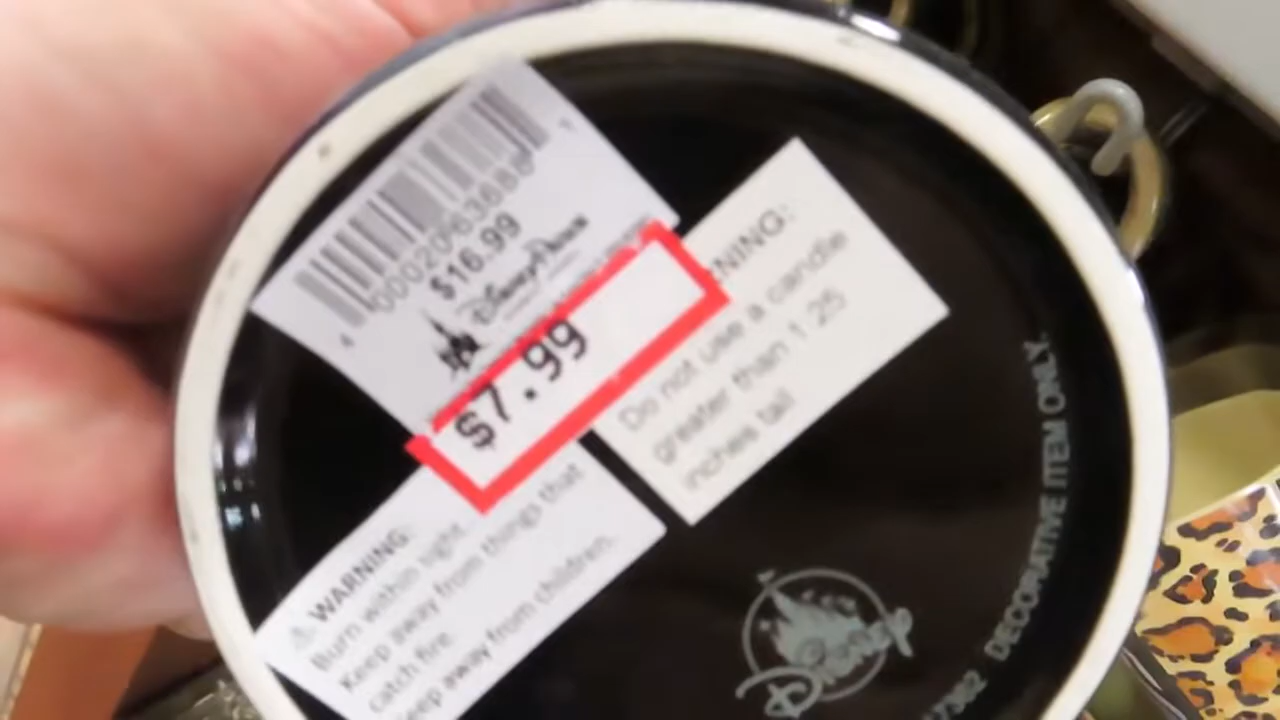 400020636867
$16.99
Disney Parks
$7.99
WARNING:
Do not use a candle
greater than 1.25
inches tall
WARNING:
Burn within sight.
Keep away from things that
catch fire.
Keep away from children.
Disney
DECORATIVE ITEM ONLY.